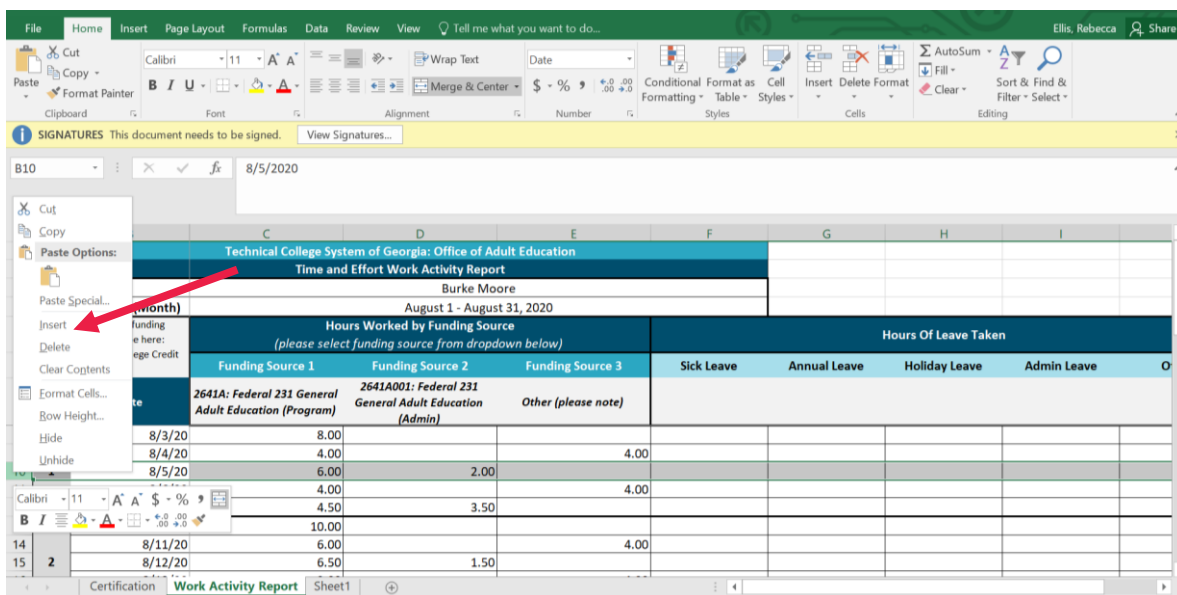 File Home Insert Page Layout Formulas Data Review View Tell me what you want to do... Ellis, Rebecca Share
Cut
Copy
Format Painter
Paste
Calibri 11 A A
B I U A
Wrap Text
Merge & Center
Date
$ % , .00 .00
Conditional Formatting Format as Table Cell Styles
Insert Delete Format
AutoSum
Fill
Clear
Sort & Filter Find & Select
Clipboard Font Alignment Number Styles Cells Editing
SIGNATURES This document needs to be signed. View Signatures...
B10 fx 8/5/2020
Cut
Copy
Paste Options:
Paste Special...
Insert
Delete
Clear Contents
Format Cells...
Row Height...
Hide
Unhide
Calibri 11 A A $ % ,
B I A .00 .00
C D E F G H I
Technical College System of Georgia: Office of Adult Education
Time and Effort Work Activity Report
Burke Moore
(Month) August 1 - August 31, 2020
funding
e here:
ege Credit
Hours Worked by Funding Source
(please select funding source from dropdown below)
Hours Of Leave Taken
Funding Source 1 Funding Source 2 Funding Source 3 Sick Leave Annual Leave Holiday Leave Admin Leave O
te
2641A: Federal 231 General
Adult Education (Program)
2641A001: Federal 231
General Adult Education
(Admin)
Other (please note)
8/3/20 8.00
8/4/20 4.00 4.00
10 1 8/5/20 6.00 2.00
4.00 4.00
4.50 3.50
10.00
14 8/11/20 6.00 4.00
15 2 8/12/20 6.50 1.50
Certification Work Activity Report Sheet1